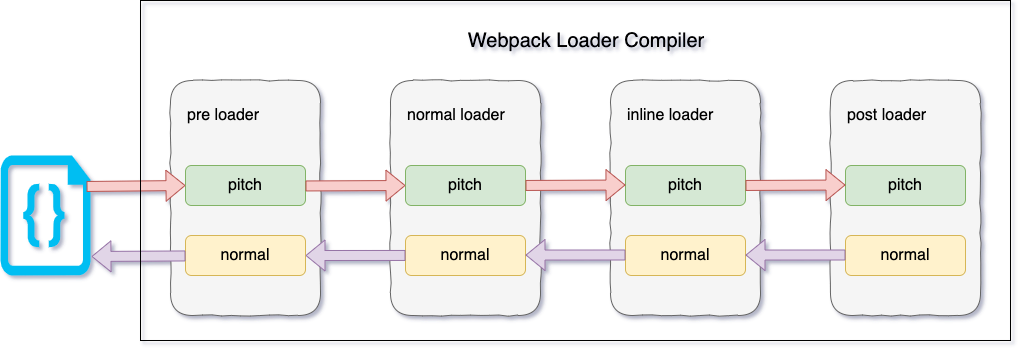 Webpack Loader Compiler
pre loader
normal loader
inline loader
post loader
pitch
pitch
pitch
pitch
{}
normal
normal
normal
normal